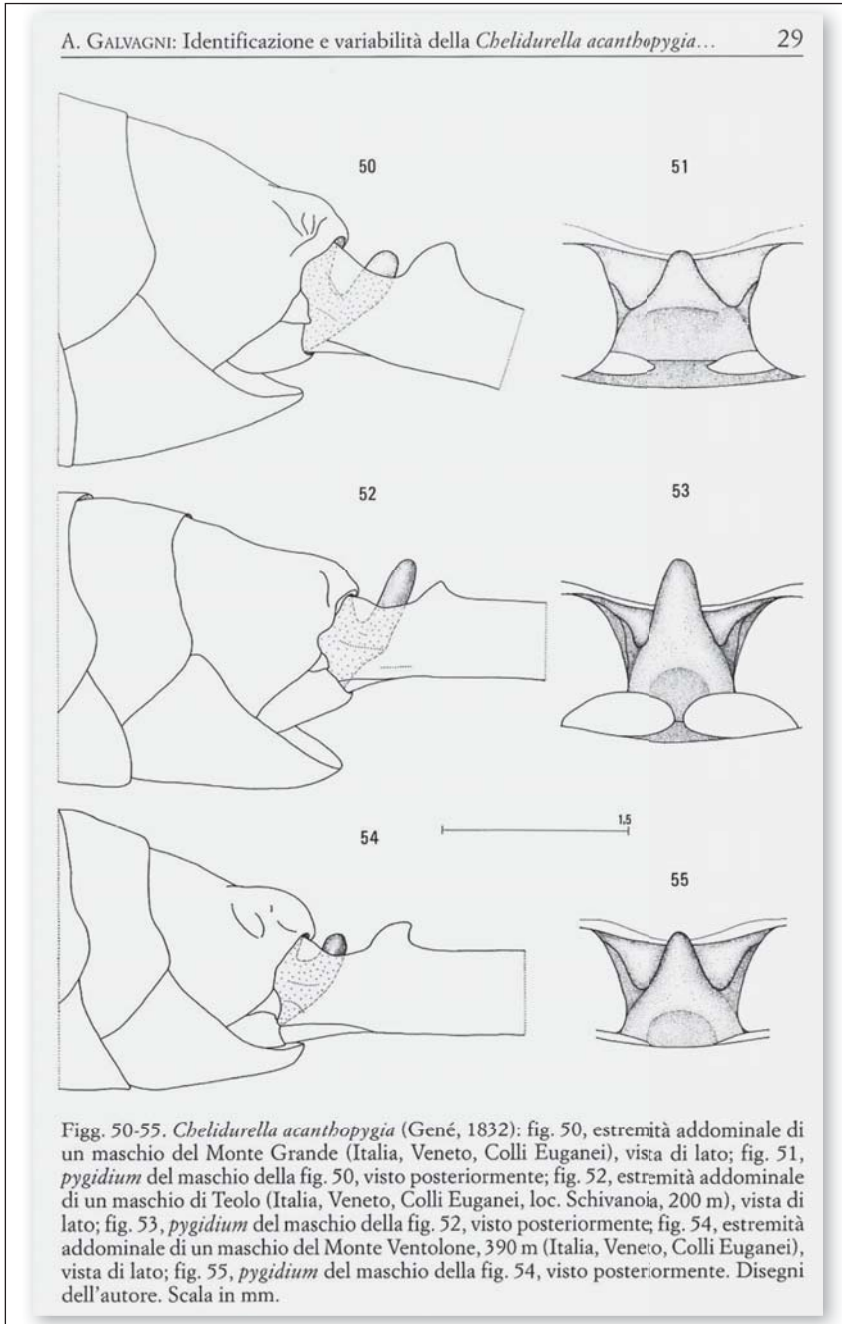 A. GALVAGNI: Identificazione e variabilità della Chelidurella acanthopygia... 29
50
51
52
53
1,5
54
55
Figg. 50-55. Chelidurella acanthopygia (Gené, 1832): fig. 50, estremità addominale di
un maschio del Monte Grande (Italia, Veneto, Colli Euganei), vista di lato; fig. 51,
pygidium del maschio della fig. 50, visto posteriormente; fig. 52, estremità addominale
di un maschio di Teolo (Italia, Veneto, Colli Euganei, loc. Schivanoia, 200 m), vista di
lato; fig. 53, pygidium del maschio della fig. 52, visto posteriormente; fig. 54, estremità
addominale di un maschio del Monte Ventolone, 390 m (Italia, Veneto, Colli Euganei),
vista di lato; fig. 55, pygidium del maschio della fig. 54, visto posteriormente. Disegni
dell'autore. Scala in mm.